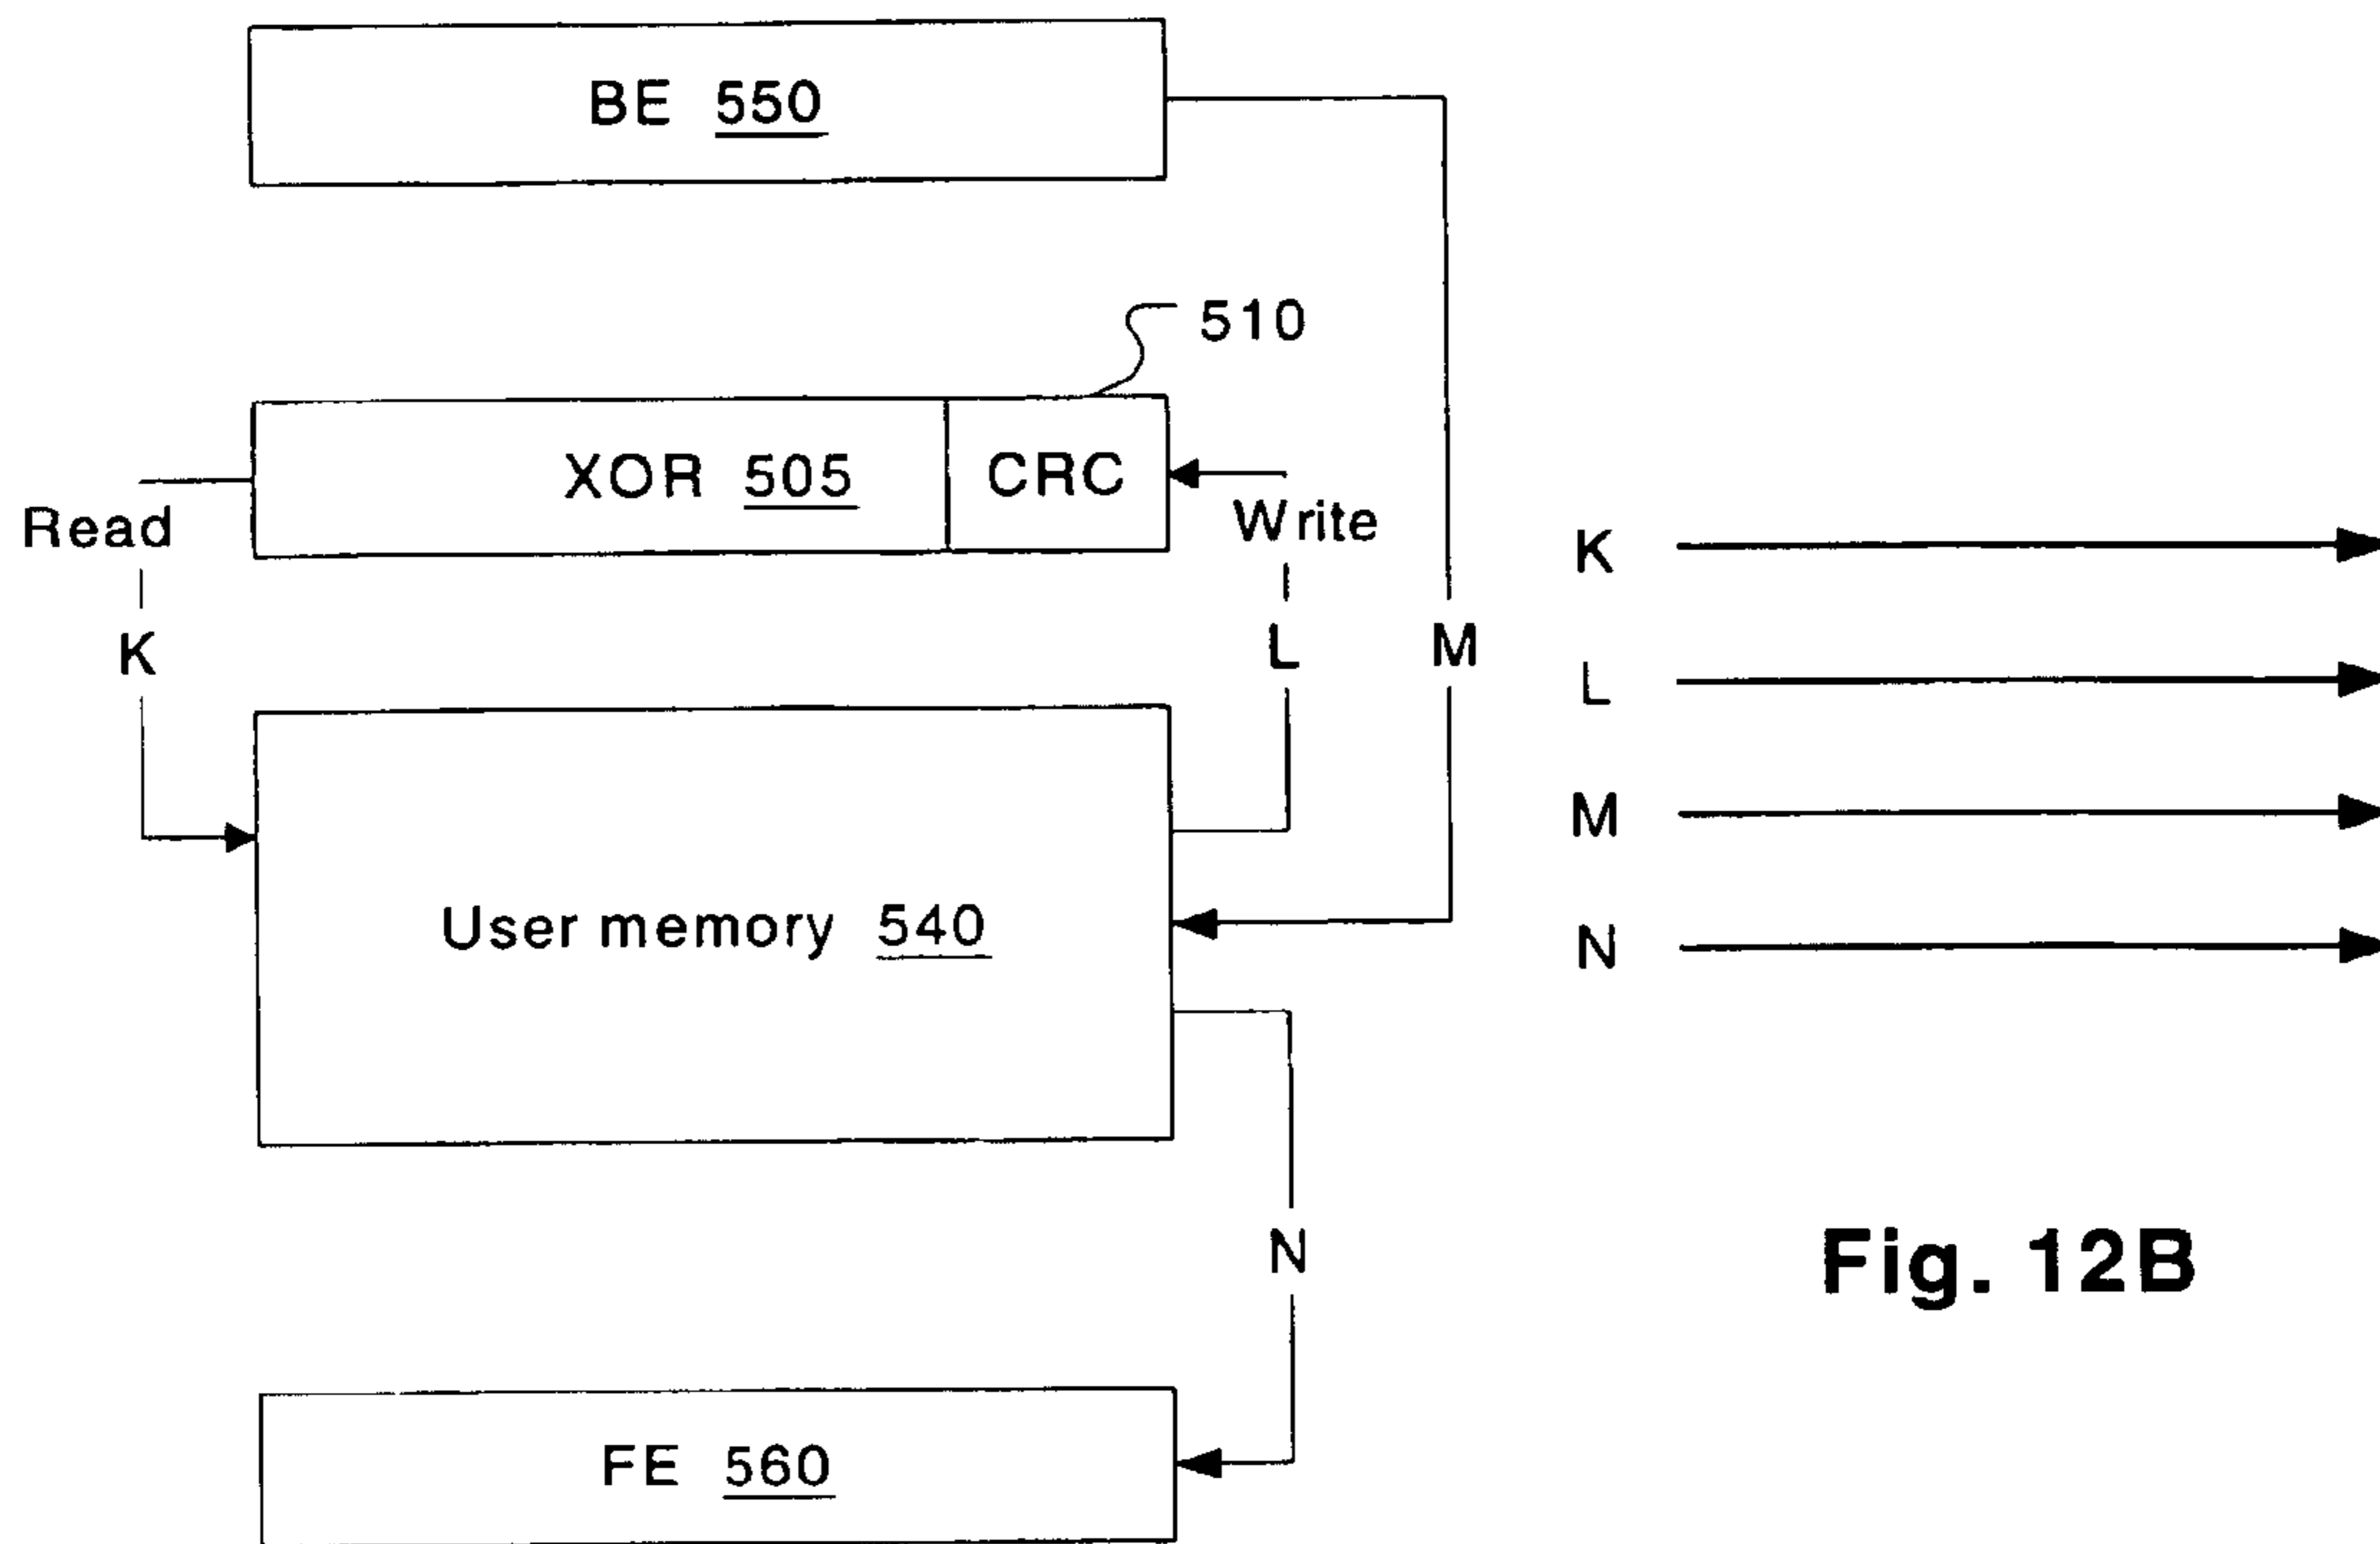 BE 550
510
XOR 505 CRC
Read
Write
K
L
M
User memory 540
N
FE 560
K
L
M
N
Fig. 12B